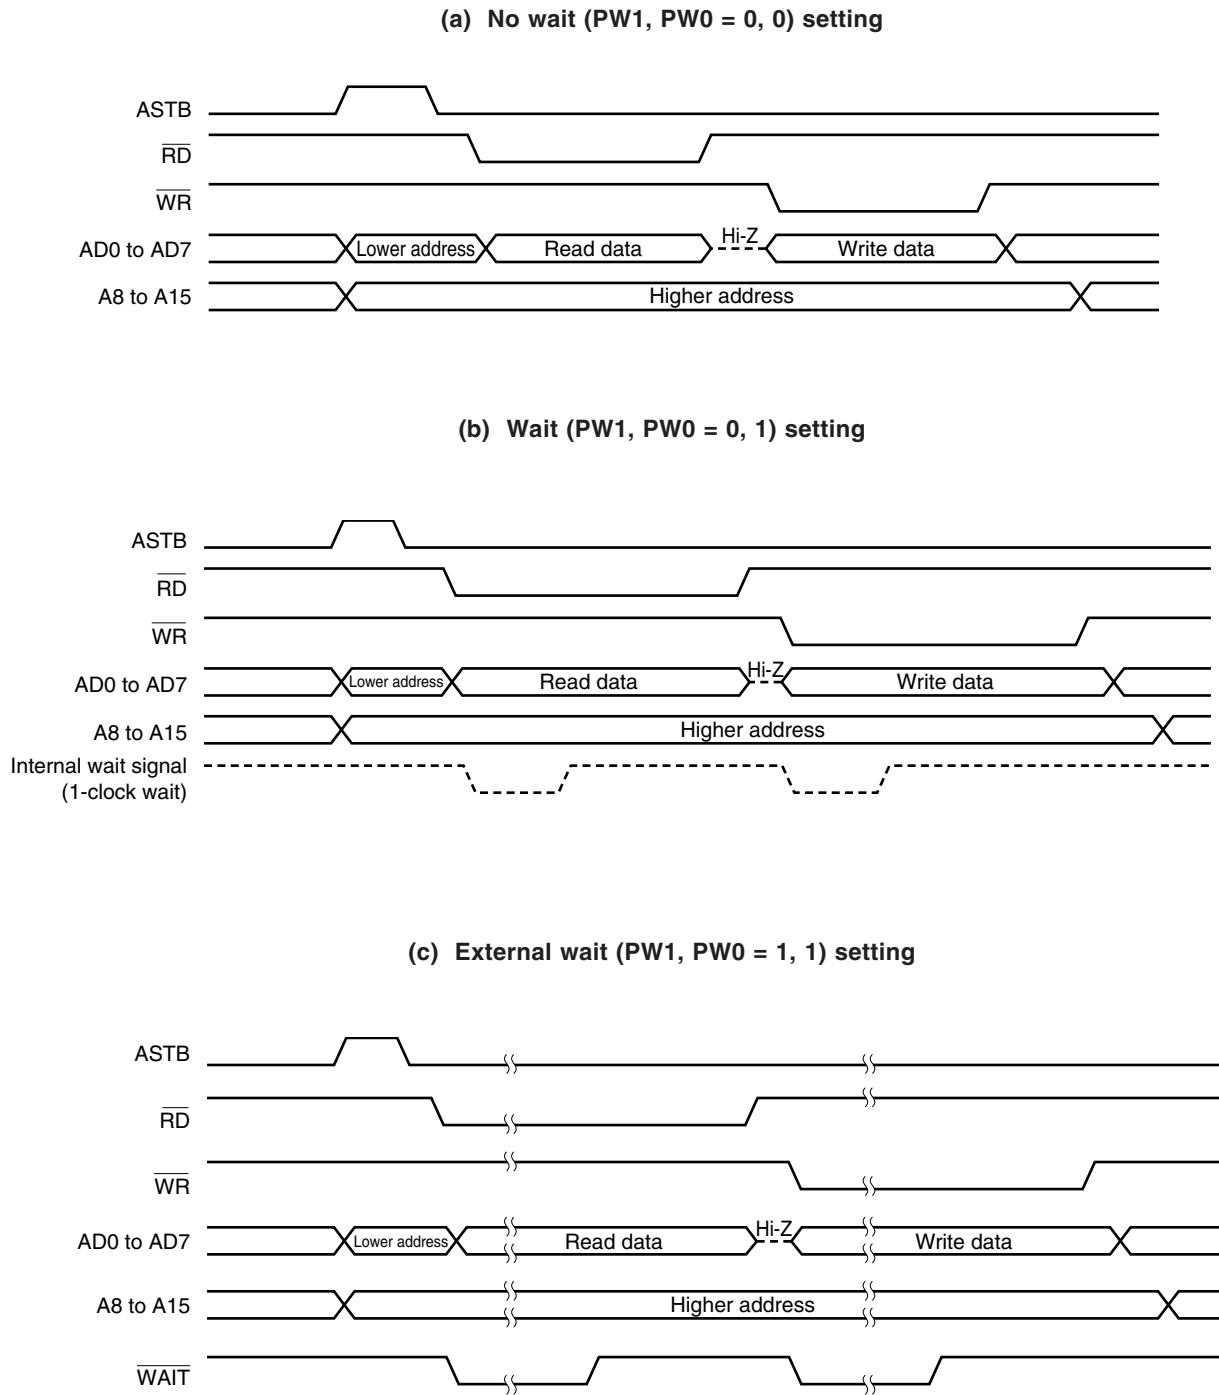 (a) No wait (PW1, PW0 = 0, 0) setting
ASTB
RD
WR
AD0 to AD7
Lower address
Read data
Hi-Z
Write data
A8 to A15
Higher address
(b) Wait (PW1, PW0 = 0, 1) setting
ASTB
RD
WR
AD0 to AD7
Lower address
Read data
Hi-Z
Write data
A8 to A15
Higher address
Internal wait signal
(1-clock wait)
(c) External wait (PW1, PW0 = 1, 1) setting
ASTB
RD
WR
AD0 to AD7
Lower address
Read data
Hi-Z
Write data
A8 to A15
Higher address
WAIT